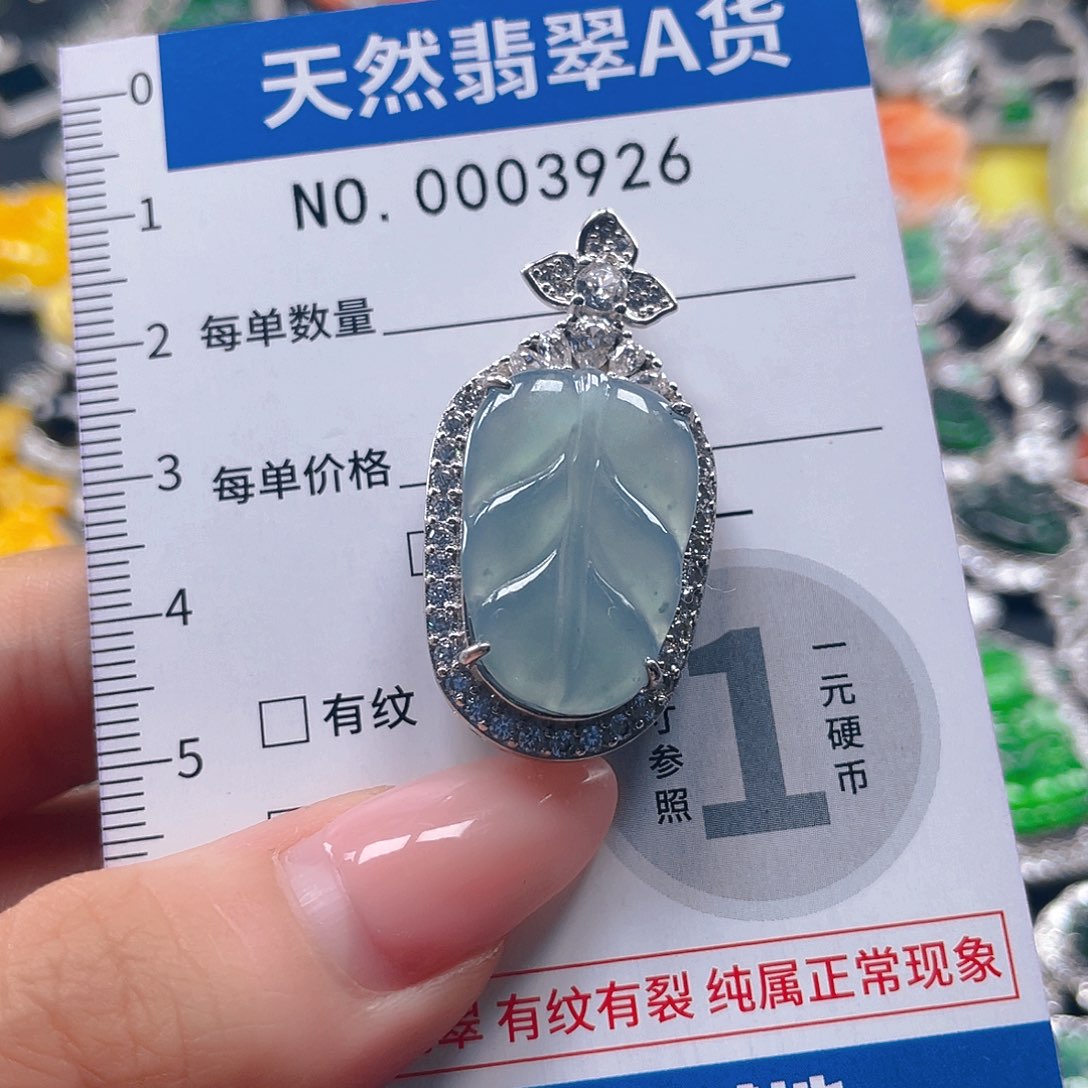 天然翡翠A货
NO. 0003926
每单数量
每单价格
有纹
寸参照
1
一元硬币
翠 有纹有裂 纯属正常现象
0
1
2
3
4
5